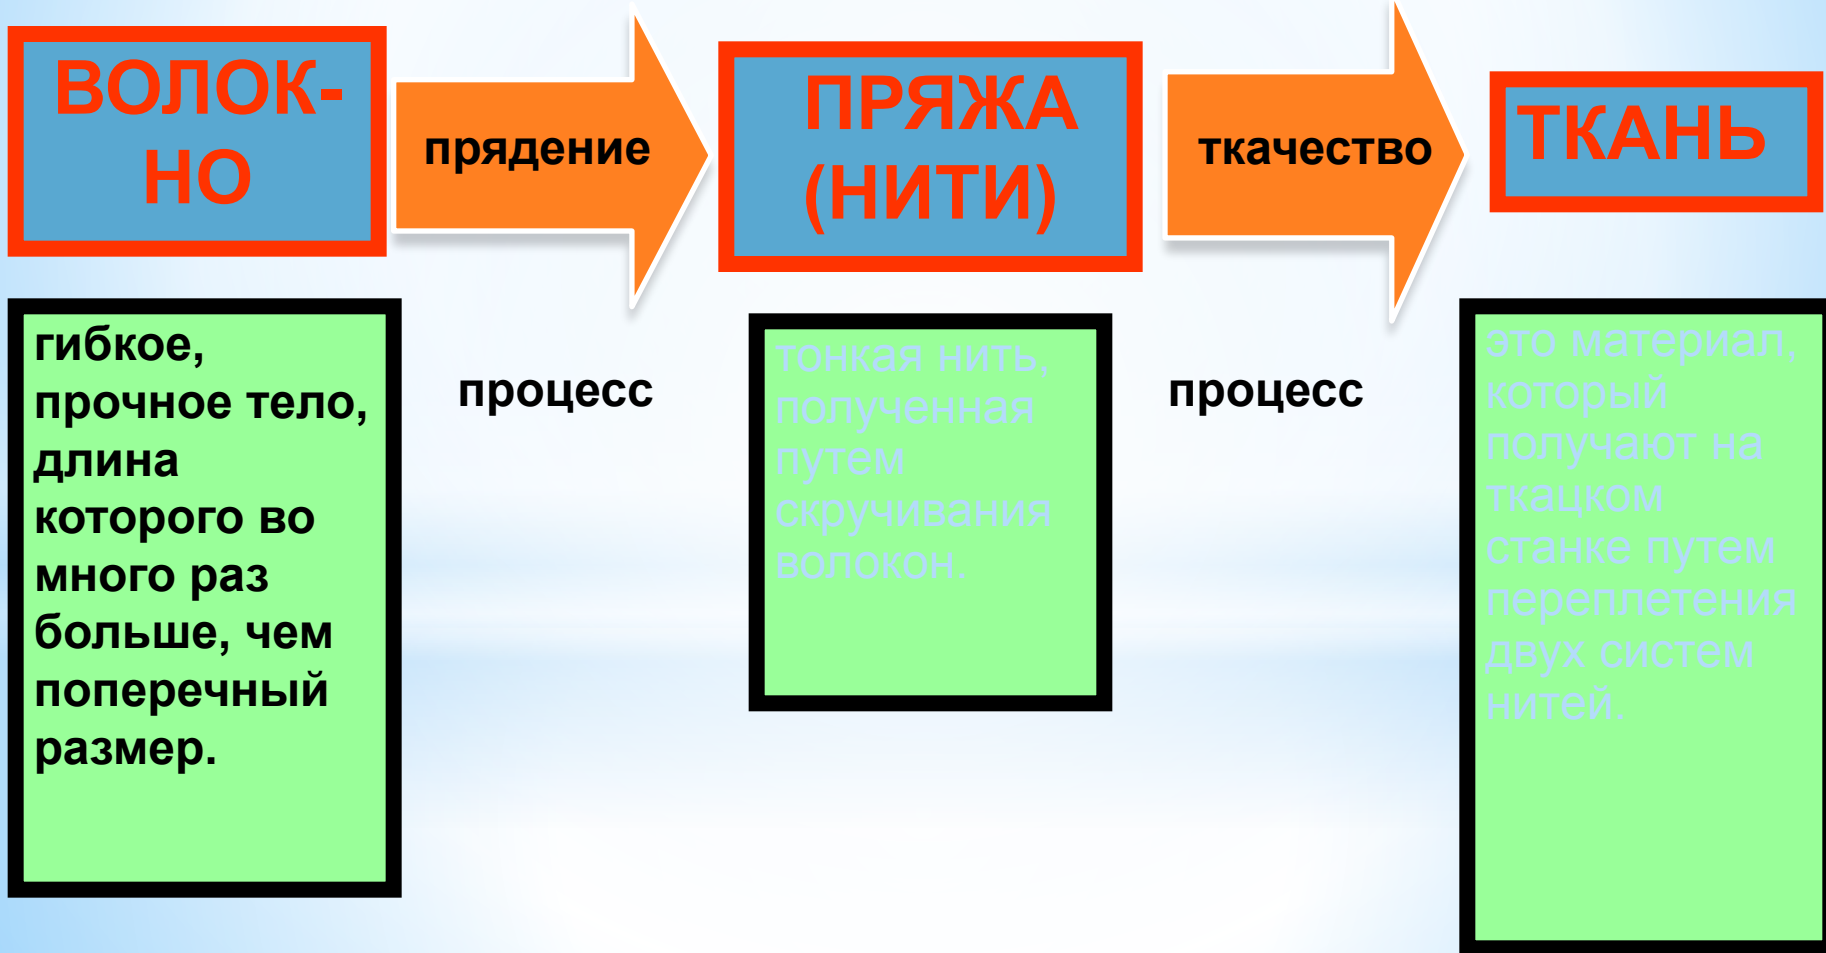 ВОЛОК-
НО
прядение
ПРЯЖА
(НИТИ)
ткачество
ТКАНЬ
гибкое,
прочное тело,
длина
которого во
много раз
больше, чем
поперечный
размер.
процесс
тонкая нить,
полученная
путем
скручивания
волокон.
процесс
это материал,
который
получают на
ткацком
станке путем
переплетения
двух систем
нитей.